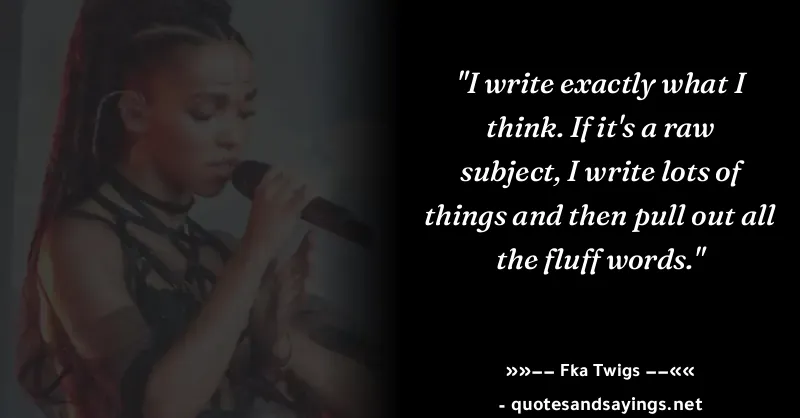 "I write exactly what I
think. If it's a raw
subject, I write lots of
things and then pull out all
the fluff words."
»»−− Fka Twigs −−««
- quotesandsayings.net